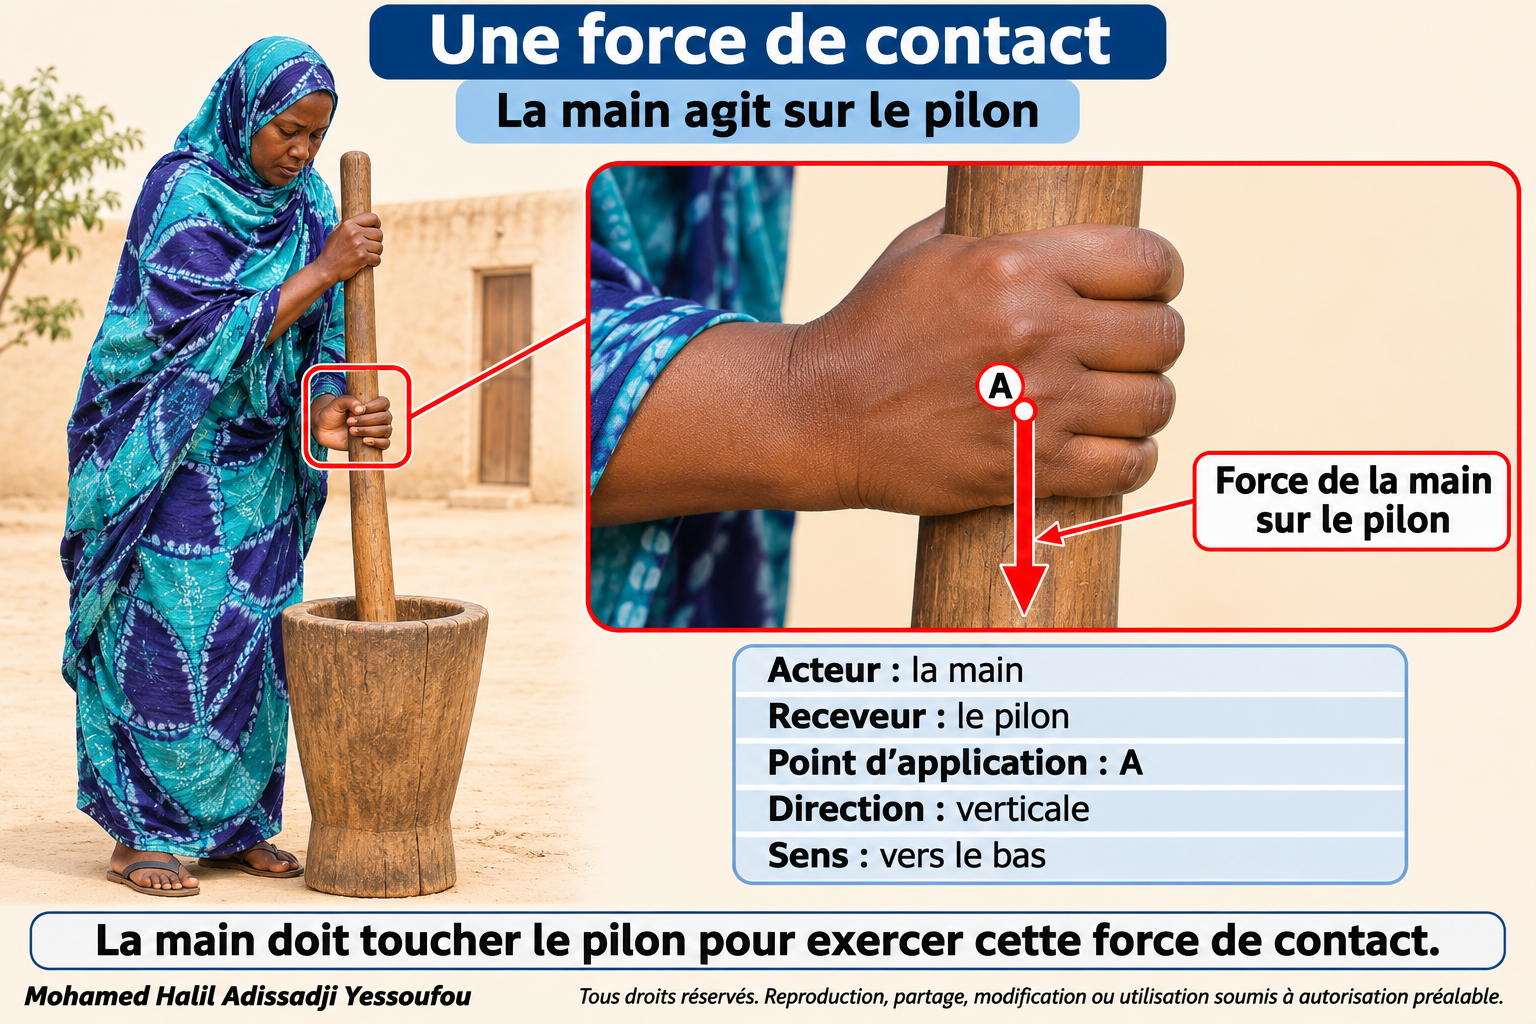 Une force de contact
La main agit sur le pilon
A
Force de la main
sur le pilon
Acteur : la main
Receveur : le pilon
Point d’application : A
Direction : verticale
Sens : vers le bas
La main doit toucher le pilon pour exercer cette force de contact.
Mohamed Halil Adissadji Yessoufou
Tous droits réservés. Reproduction, partage, modification ou utilisation soumis à autorisation préalable.